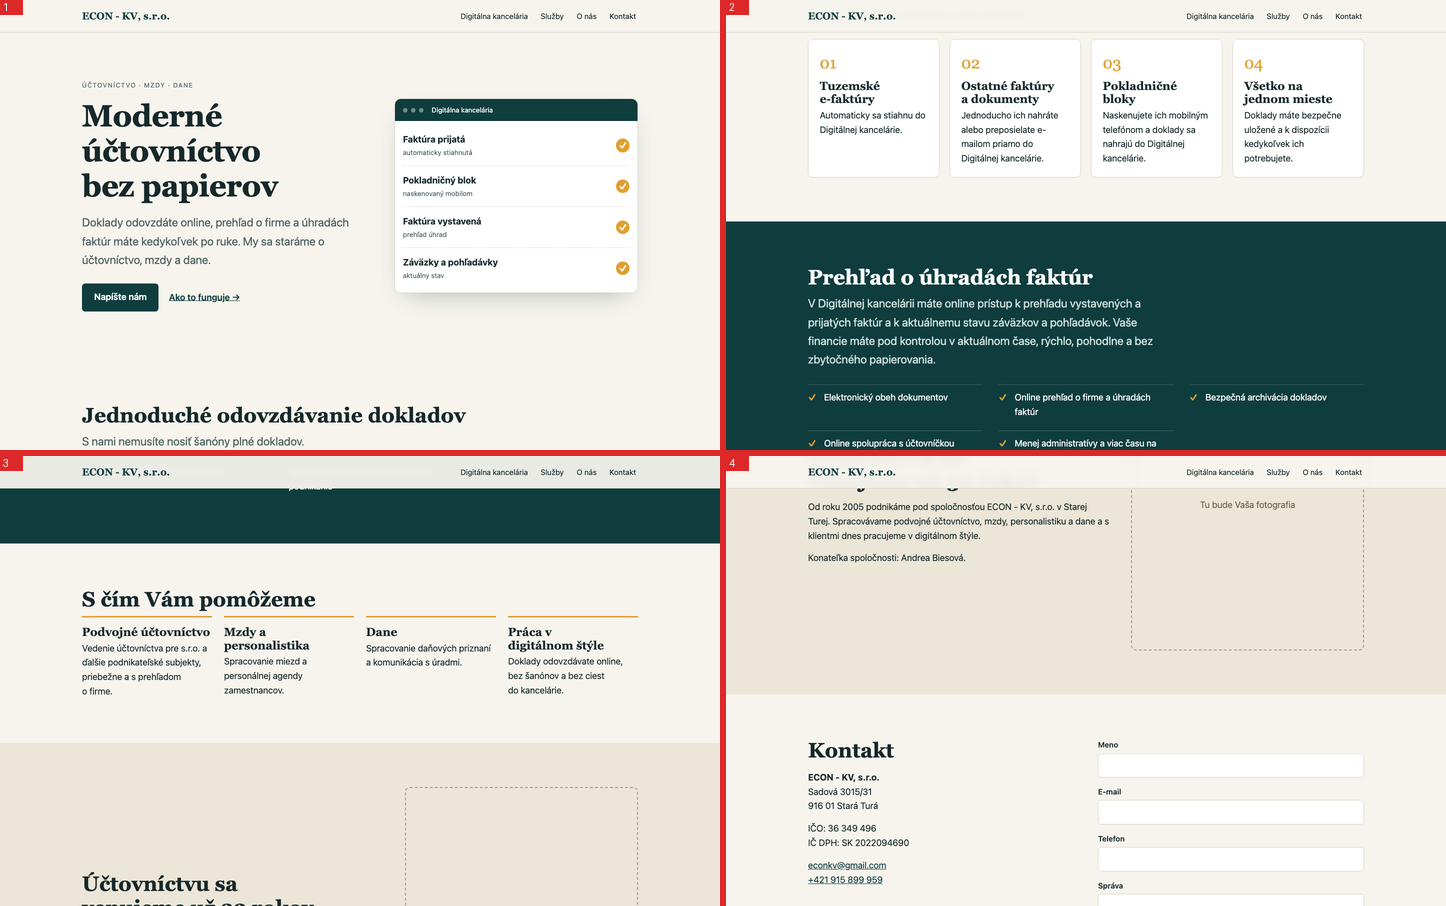 1
ECON - KV, s.r.o.
Digitálna kancelária Služby O nás Kontakt
ÚČTOVNÍCTVO · MZDY · DANE
Moderné
účtovníctvo
bez papierov
Doklady odovzdáte online, prehľad o firme a úhradách
faktúr máte kedykoľvek po ruke. My sa staráme o
účtovníctvo, mzdy a dane.
Napíšte nám
Ako to funguje →
Digitálna kancelária
Faktúra prijatá
automaticky stiahnutá
Pokladničný blok
naskenovaný mobilom
Faktúra vystavená
prehľad úhrad
Záväzky a pohľadávky
aktuálny stav
Jednoduché odovzdávanie dokladov
S nami nemusíte nosiť šanóny plné dokladov.
2
ECON - KV, s.r.o.
Digitálna kancelária Služby O nás Kontakt
01
Tuzemské
e-faktúry
Automaticky sa stiahnu do
Digitálnej kancelárie.
02
Ostatné faktúry
a dokumenty
Jednoducho ich nahráte
alebo preposielate e-
mailom priamo do
Digitálnej kancelárie.
03
Pokladničné
bloky
Naskenujete ich mobilným
telefónom a doklady sa
nahrajú do Digitálnej
kancelárie.
04
Všetko na
jednom mieste
Doklady máte bezpečne
uložené a k dispozícii
kedykoľvek ich
potrebujete.
Prehľad o úhradách faktúr
V Digitálnej kancelárii máte online prístup k prehľadu vystavených a
prijatých faktúr a k aktuálnemu stavu záväzkov a pohľadávok. Vaše
financie máte pod kontrolou v aktuálnom čase, rýchlo, pohodlne a bez
zbytočného papierovania.
Elektronický obeh dokumentov
Online prehľad o firme a úhradách
faktúr
Bezpečná archivácia dokladov
Online spolupráca s účtovníčkou
Menej administratívy a viac času na
3
ECON - KV, s.r.o.
Digitálna kancelária Služby O nás Kontakt
S čím Vám pomôžeme
Podvojné účtovníctvo
Vedenie účtovníctva pre s.r.o. a
ďalšie podnikateľské subjekty,
priebežne a s prehľadom
o firme.
Mzdy a
personalistika
Spracovanie miezd a
personálnej agendy
zamestnancov.
Dane
Spracovanie daňových priznaní
a komunikácia s úradmi.
Práca v
digitálnom štýle
Doklady odovzdávate online,
bez šanónov a bez ciest
do kancelárie.
Účtovníctvu sa
4
ECON - KV, s.r.o.
Digitálna kancelária Služby O nás Kontakt
Od roku 2005 podnikáme pod spoločnosťou ECON - KV, s.r.o. v Starej
Turej. Spracovávame podvojné účtovníctvo, mzdy, personalistiku a dane a s
klientmi dnes pracujeme v digitálnom štýle.
Konateľka spoločnosti: Andrea Biesová.
Tu bude Vaša fotografia
Kontakt
ECON - KV, s.r.o.
Sadová 3015/31
916 01 Stará Turá
IČO: 36 349 496
IČ DPH: SK 2022094690
econkv@gmail.com
+421 915 899 959
Meno
E-mail
Telefon
Správa